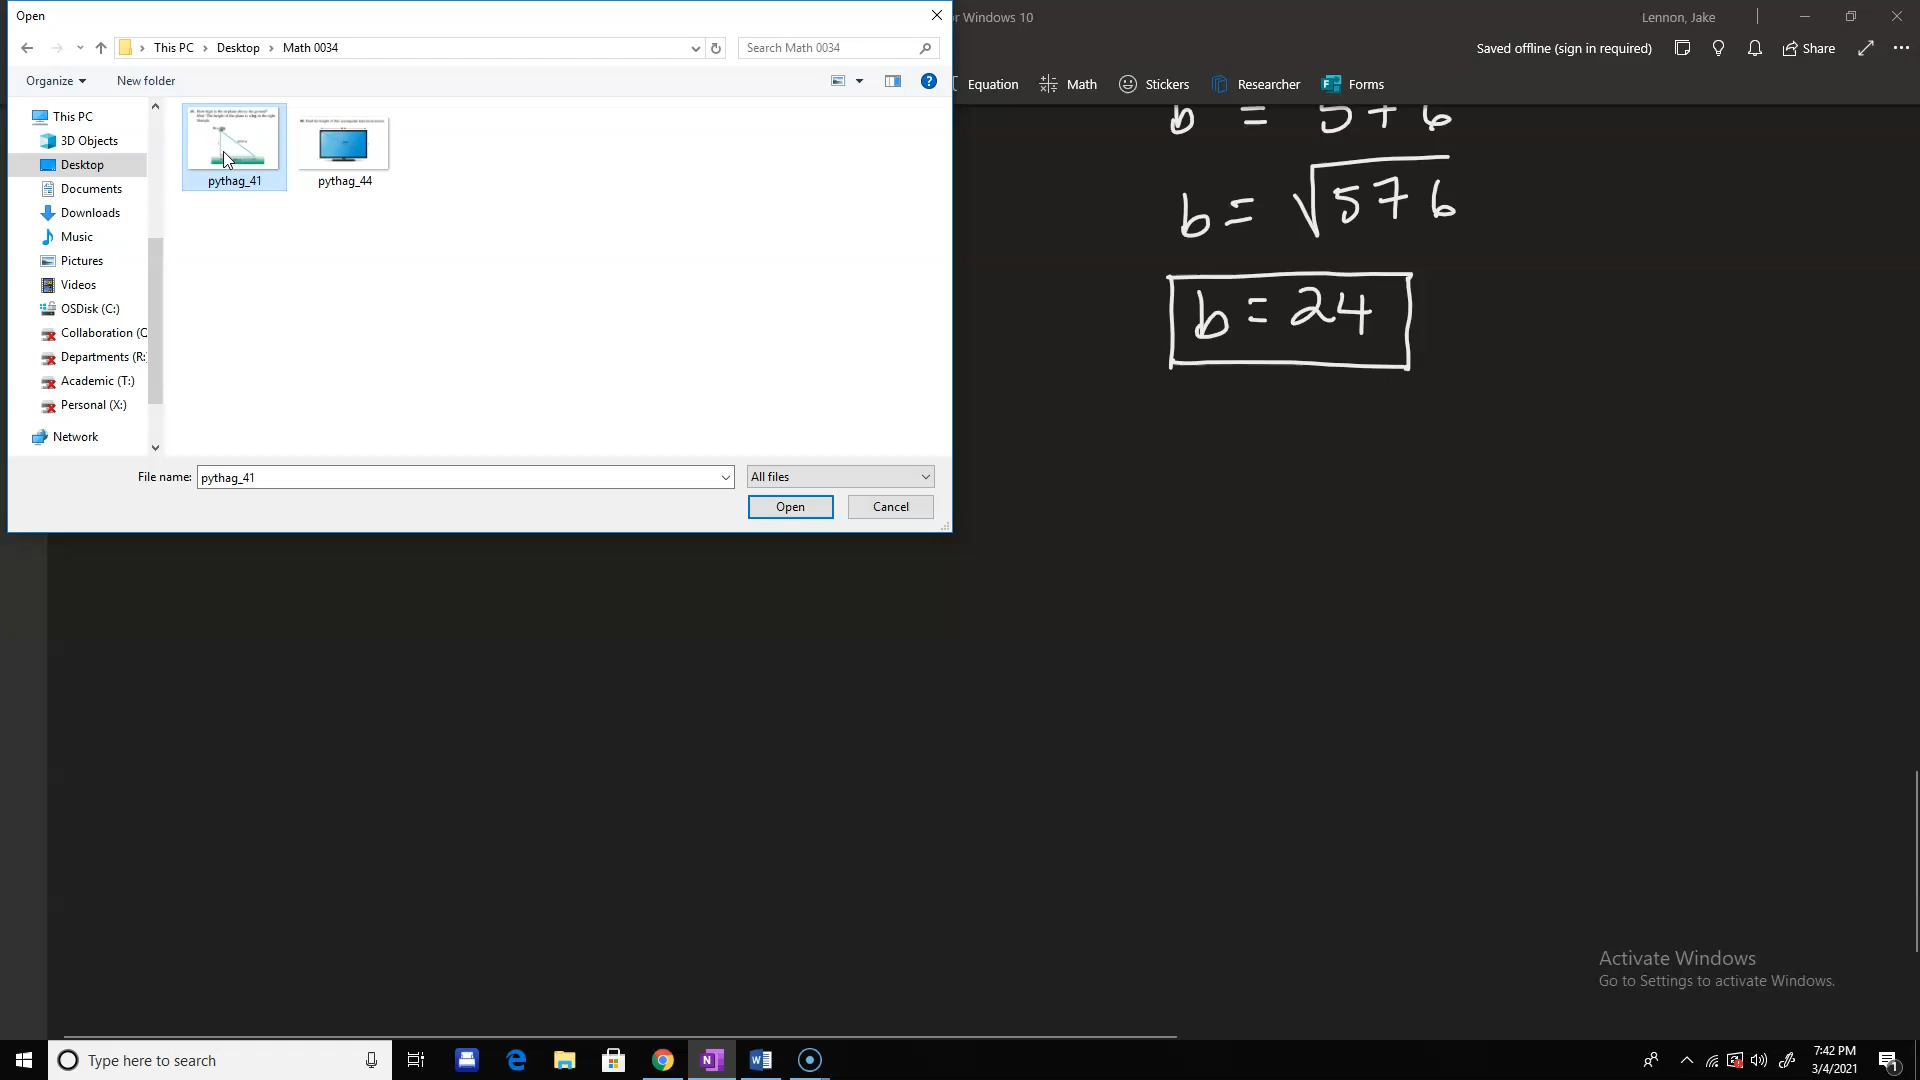 Open
or Windows 10
Lennon, Jake
This PC
Desktop
Math 0034
Search Math 0034
Saved offline (sign in required)
Share
Organize
New folder
Equation
Math
Stickers
Researcher
Forms
This PC
3D Objects
Desktop
Documents
Downloads
Music
Pictures
Videos
OSDisk (C:)
Collaboration (
Departments (R:
Academic (T:)
Personal (X:)
Network
pythag_41
pythag_44
File name:
pythag_41
All files
Open
Cancel
b = 576
b = √576
b = 24
Activate Windows
Go to Settings to activate Windows.
Type here to search
7:42 PM
3/4/2021
1